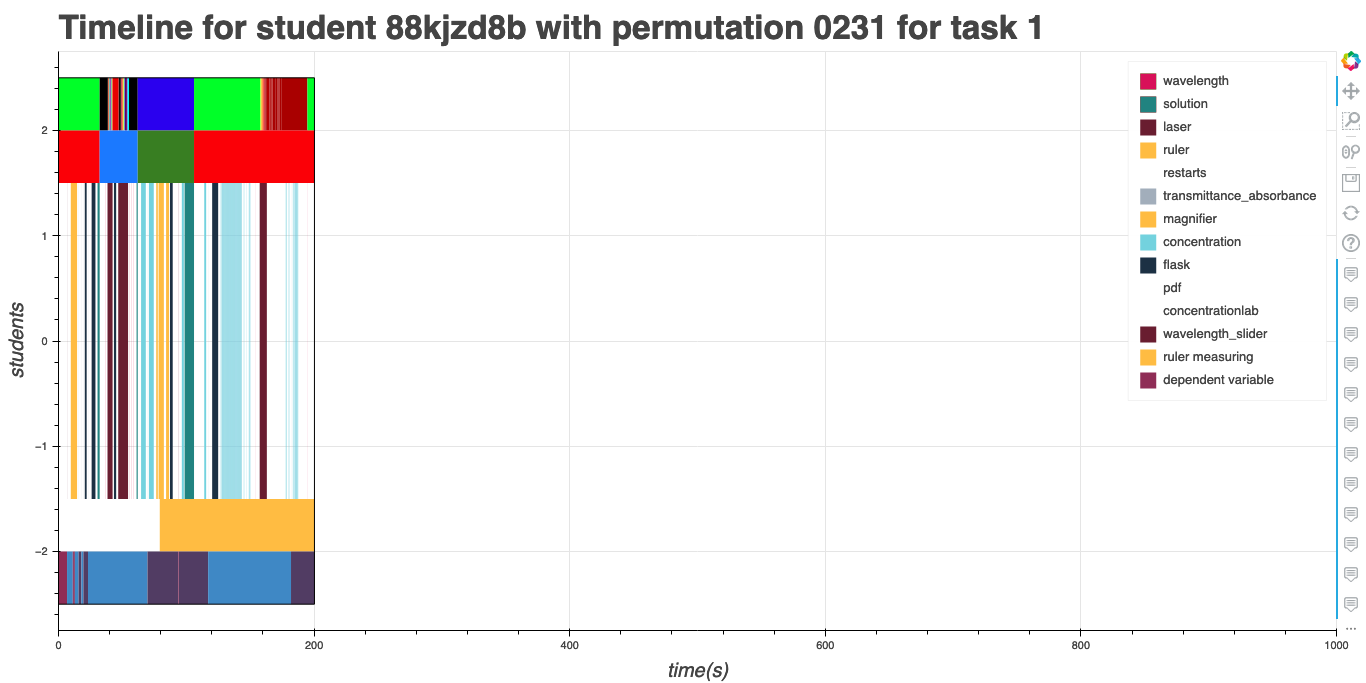 Timeline for student 88kjzd8b with permutation 0231 for task 1
wavelength
solution
laser
ruler
restarts
transmittance_absorbance
magnifier
concentration
flask
pdf
concentrationlab
wavelength_slider
ruler measuring
dependent variable
students
2
1
0
−1
−2
0 200 400 600 800 1000
time(s)